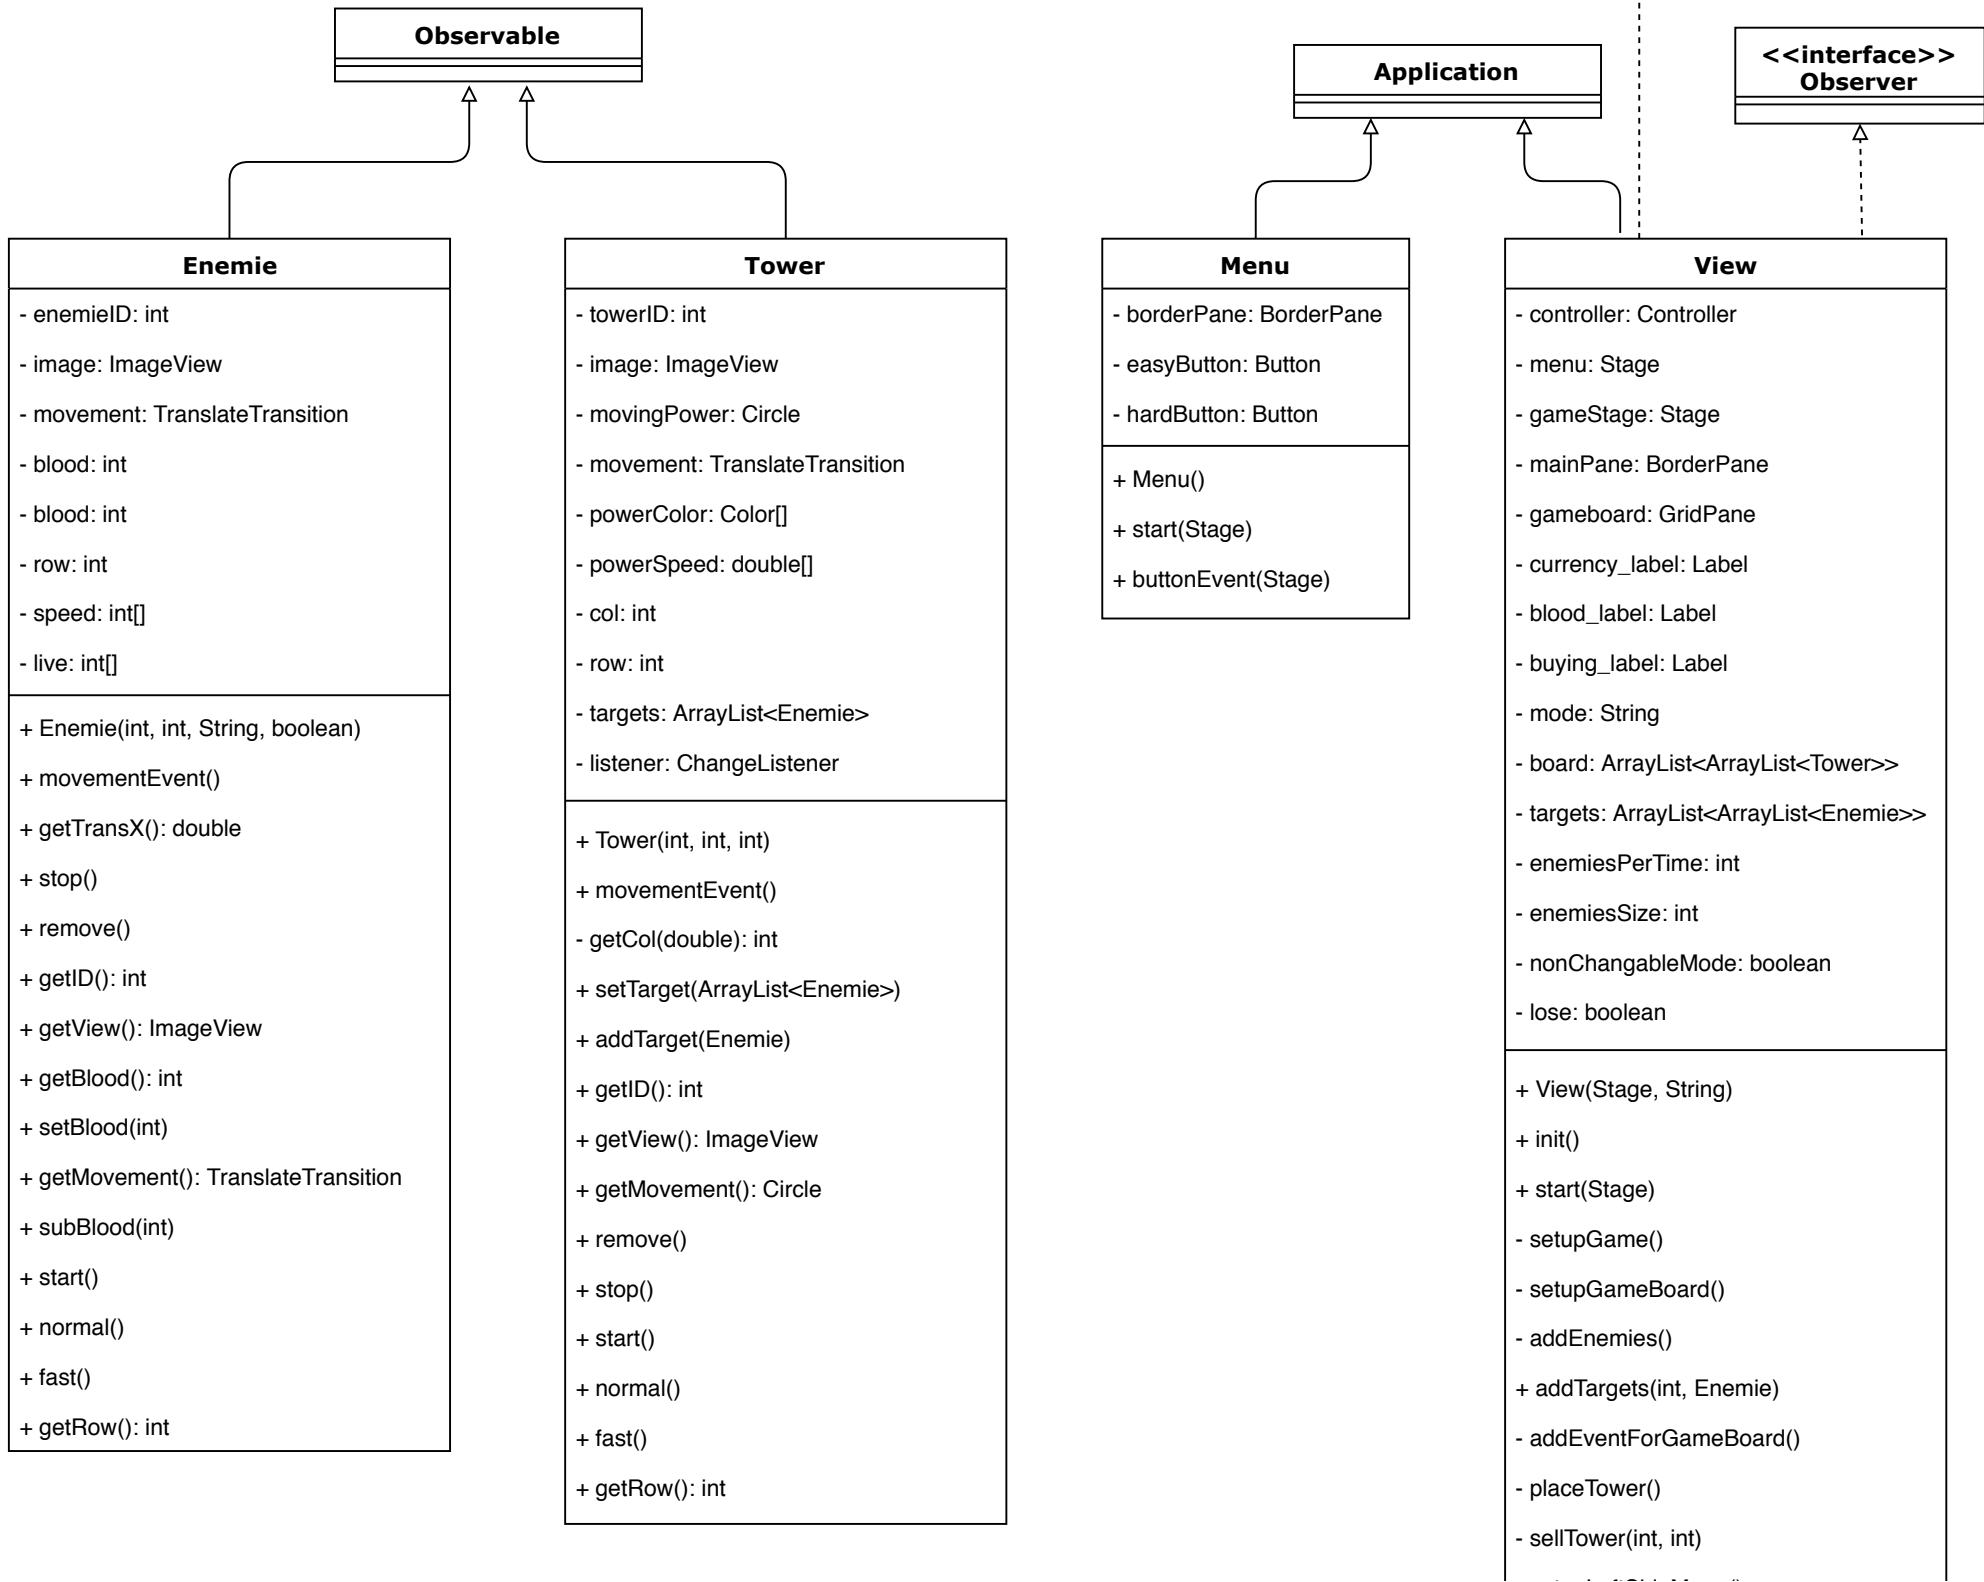 Observable
Application
<<interface>>
Observer
Enemie
- enemieID: int
- image: ImageView
- movement: TranslateTransition
- blood: int
- blood: int
- row: int
- speed: int[]
- live: int[]
+ Enemie(int, int, String, boolean)
+ movementEvent()
+ getTransX(): double
+ stop()
+ remove()
+ getID(): int
+ getView(): ImageView
+ getBlood(): int
+ setBlood(int)
+ getMovement(): TranslateTransition
+ subBlood(int)
+ start()
+ normal()
+ fast()
+ getRow(): int
Tower
- towerID: int
- image: ImageView
- movingPower: Circle
- movement: TranslateTransition
- powerColor: Color[]
- powerSpeed: double[]
- col: int
- row: int
- targets: ArrayList<Enemie>
- listener: ChangeListener
+ Tower(int, int, int)
+ movementEvent()
- getCol(double): int
+ setTarget(ArrayList<Enemie>)
+ addTarget(Enemie)
+ getID(): int
+ getView(): ImageView
+ getMovement(): Circle
+ remove()
+ stop()
+ start()
+ normal()
+ fast()
+ getRow(): int
Menu
- borderPane: BorderPane
- easyButton: Button
- hardButton: Button
+ Menu()
+ start(Stage)
+ buttonEvent(Stage)
View
- controller: Controller
- menu: Stage
- gameStage: Stage
- mainPane: BorderPane
- gameboard: GridPane
- currency_label: Label
- blood_label: Label
- buying_label: Label
- mode: String
- board: ArrayList<ArrayList<Tower>>
- targets: ArrayList<ArrayList<Enemie>>
- enemiesPerTime: int
- enemiesSize: int
- nonChangableMode: boolean
- lose: boolean
+ View(Stage, String)
+ init()
+ start(Stage)
- setupGame()
- setupGameBoard()
- addEnemies()
+ addTargets(int, Enemie)
- addEventForGameBoard()
- placeTower()
- sellTower(int, int)